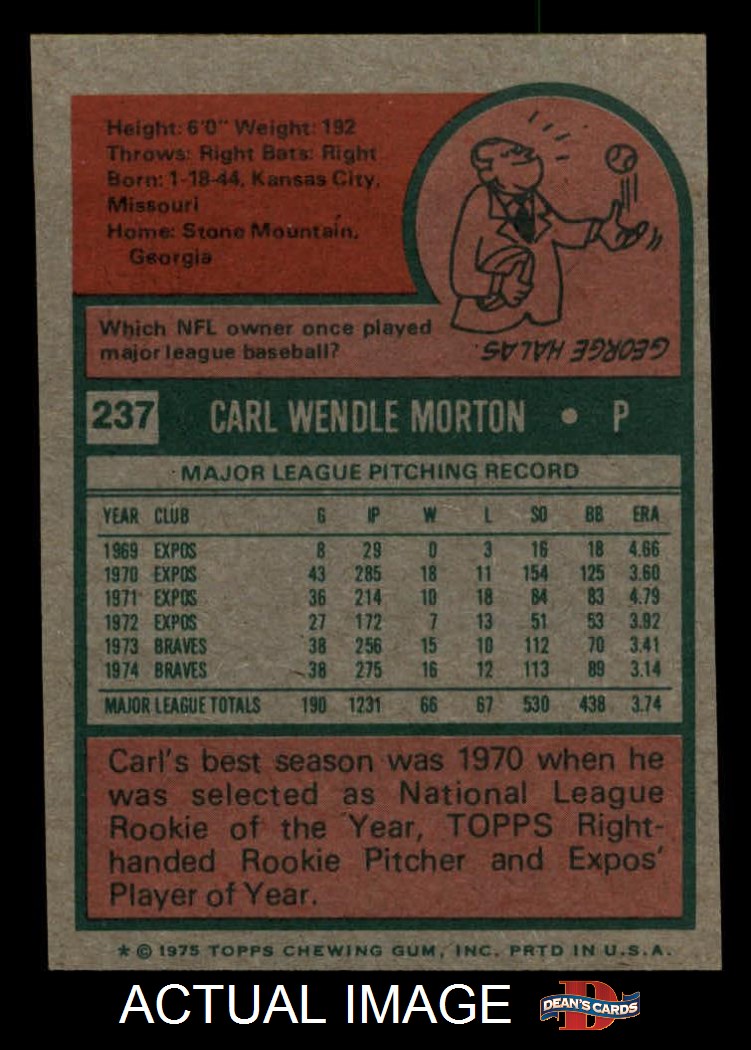 Height: 6'0" Weight: 192
Throws: Right Bats: Right
Born: 1-18-44, Kansas City,
Missouri
Home: Stone Mountain,
Georgia
Which NFL owner once played
major league baseball?
GEORGE HALAS
237 CARL WENDLE MORTON • P
MAJOR LEAGUE PITCHING RECORD
YEAR CLUB G IP W L SO BB ERA
1969 EXPOS 8 29 0 3 16 18 4.66
1970 EXPOS 43 285 18 11 154 125 3.60
1971 EXPOS 36 214 10 18 84 83 4.79
1972 EXPOS 27 172 7 13 51 53 3.92
1973 BRAVES 38 256 15 10 112 70 3.41
1974 BRAVES 38 275 16 12 113 89 3.14
MAJOR LEAGUE TOTALS 190 1231 66 67 530 438 3.74
Carl's best season was 1970 when he
was selected as National League
Rookie of the Year, TOPPS Right-
handed Rookie Pitcher and Expos'
Player of Year.
* © 1975 TOPPS CHEWING GUM, INC. PRTD IN U.S.A.
ACTUAL IMAGE
D
DEAN'S CARDS